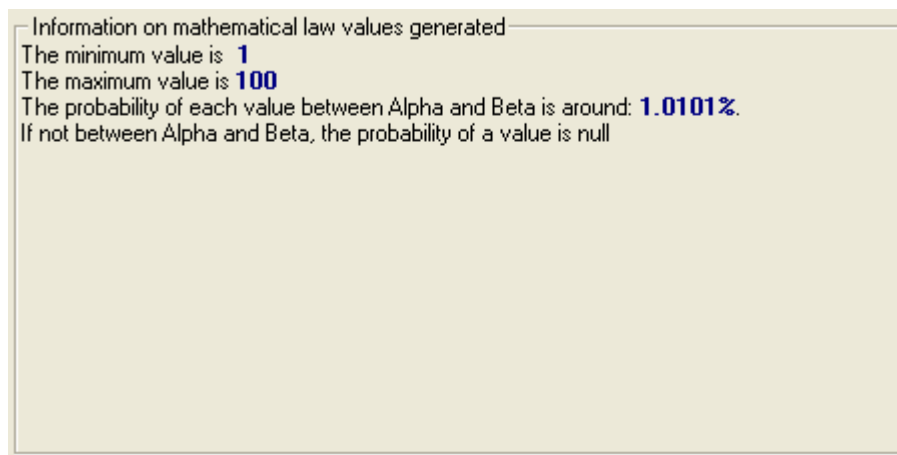 Information on mathematical law values generated
The minimum value is 1
The maximum value is 100
The probability of each value between Alpha and Beta is around: 1.0101%.
If not between Alpha and Beta, the probability of a value is null